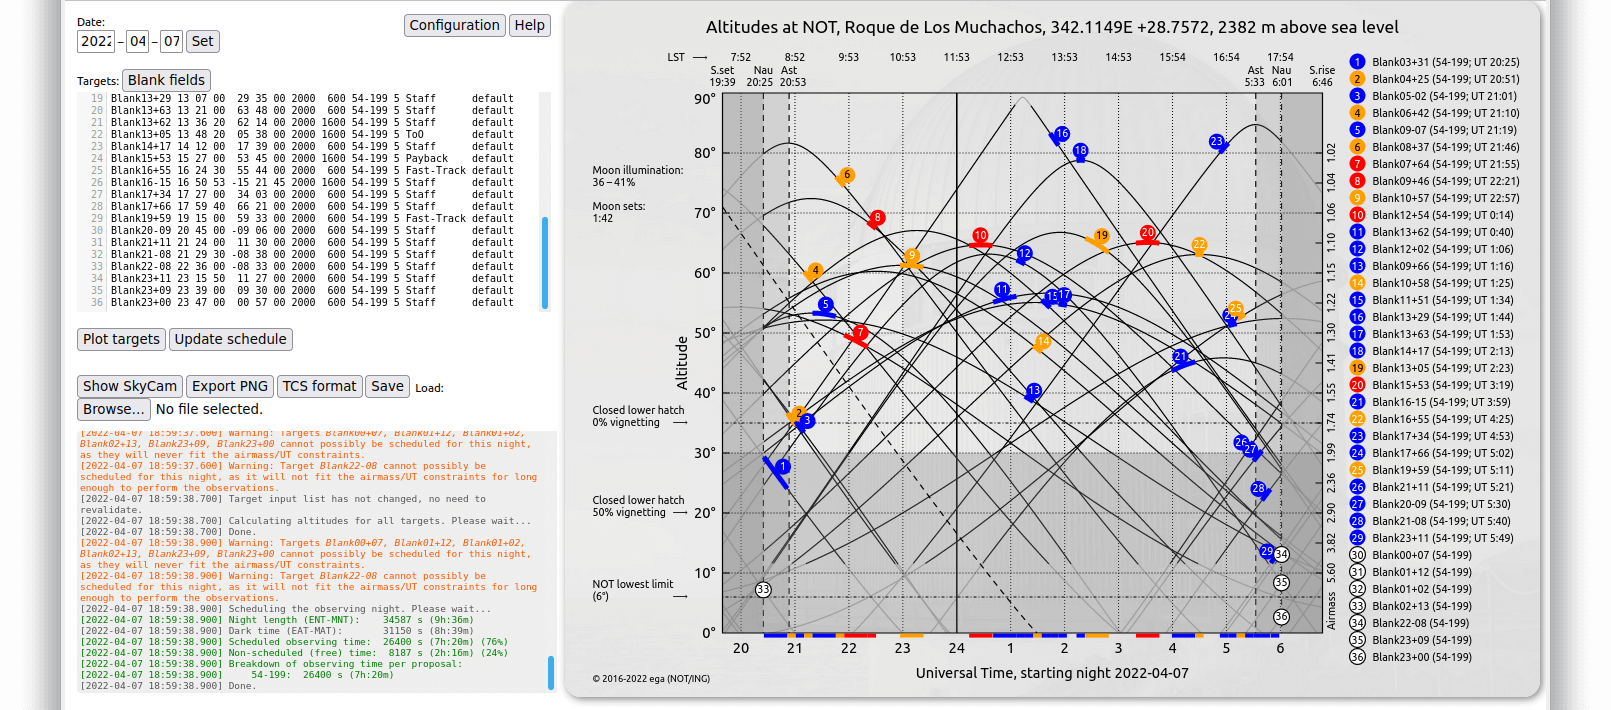 Date:
2022 – 04 – 07 Set
Configuration Help
Targets: Blank fields
19 Blank13+29 13 07 00 29 35 00 2000 600 54-199 5 Staff default
20 Blank13+63 13 21 00 63 48 00 2000 600 54-199 5 Staff default
21 Blank13+62 13 36 20 62 14 00 2000 1600 54-199 5 Staff default
22 Blank13+05 13 48 20 05 38 00 2000 1600 54-199 5 ToO default
23 Blank14+17 14 12 00 17 39 00 2000 600 54-199 5 Staff default
24 Blank15+53 15 27 00 53 45 00 2000 1600 54-199 5 Payback default
25 Blank16+55 16 24 30 55 44 00 2000 600 54-199 5 Fast-Track default
26 Blank16-15 16 50 53 -15 21 45 2000 1600 54-199 5 Staff default
27 Blank17+34 17 27 00 34 03 00 2000 600 54-199 5 Staff default
28 Blank17+66 17 59 40 66 21 00 2000 600 54-199 5 Staff default
29 Blank19+59 19 15 00 59 33 00 2000 600 54-199 5 Fast-Track default
30 Blank20-09 20 45 00 -09 06 00 2000 600 54-199 5 Staff default
31 Blank21+11 21 24 00 11 30 00 2000 600 54-199 5 Staff default
32 Blank21-08 21 29 30 -08 38 00 2000 600 54-199 5 Staff default
33 Blank22-08 22 36 00 -08 33 00 2000 600 54-199 5 Staff default
34 Blank23+11 23 15 50 11 27 00 2000 600 54-199 5 Staff default
35 Blank23+09 23 39 00 09 30 00 2000 600 54-199 5 Staff default
36 Blank23+00 23 47 00 00 57 00 2000 600 54-199 5 Staff default
Plot targets Update schedule
Show SkyCam Export PNG TCS format Save Load:
Browse... No file selected.
[2022-04-07 18:59:37.600] Warning: Targets Blank00+07, Blank01+12, Blank01+02,
Blank02+13, Blank23+09, Blank23+00 cannot possibly be scheduled for this night,
as they will never fit the airmass/UT constraints.
[2022-04-07 18:59:37.600] Warning: Target Blank22-08 cannot possibly be
scheduled for this night, as it will not fit the airmass/UT constraints for long
enough to perform the observations.
[2022-04-07 18:59:38.700] Target input list has not changed, no need to
revalidate.
[2022-04-07 18:59:38.700] Calculating altitudes for all targets. Please wait...
[2022-04-07 18:59:38.700] Done.
[2022-04-07 18:59:38.900] Warning: Targets Blank00+07, Blank01+12, Blank01+02,
Blank02+13, Blank23+09, Blank23+00 cannot possibly be scheduled for this night,
as they will never fit the airmass/UT constraints.
[2022-04-07 18:59:38.900] Warning: Target Blank22-08 cannot possibly be
scheduled for this night, as it will not fit the airmass/UT constraints for long
enough to perform the observations.
[2022-04-07 18:59:38.900] Scheduling the observing night. Please wait...
[2022-04-07 18:59:38.900] Night length (ENT-MNT): 34587 s (9h:36m)
[2022-04-07 18:59:38.900] Dark time (EAT-MAT): 31150 s (8h:39m)
[2022-04-07 18:59:38.900] Scheduled observing time: 26400 s (7h:20m) (76%)
[2022-04-07 18:59:38.900] Non-scheduled (free) time: 8187 s (2h:16m) (24%)
[2022-04-07 18:59:38.900] Breakdown of observing time per proposal:
[2022-04-07 18:59:38.900] 54-199: 26400 s (7h:20m)
[2022-04-07 18:59:38.900] Done.
Altitudes at NOT, Roque de Los Muchachos, 342.1149E +28.7572, 2382 m above sea level
LST → 7:52 8:52 9:53 10:53 11:53 12:53 13:53 14:53 15:54 16:54 17:54
S.set Nau Ast Ast Nau S.rise
19:39 20:25 20:53 5:33 6:01 6:46
90°
80°
70°
60°
50°
40°
30°
20°
10°
0°
Altitude
Moon illumination:
36 – 41%
Moon sets:
1:42
Closed lower hatch
0% vignetting →
Closed lower hatch
50% vignetting →
NOT lowest limit
(6°) →
1 2 3 4 5 6 7 7 8 9 10 11 12 13 14 15 16 17 18 19 20 21 22 23 24 25 26 27 28 29 33 34 35 36
1.02
1.04
1.06
1.10
1.15
1.22
1.30
1.41
1.55
1.74
1.99
2.36
2.90
3.82
5.60
Airmass
20 21 22 23 24 1 2 3 4 5 6
Universal Time, starting night 2022-04-07
© 2016-2022 ega (NOT/ING)
1 Blank03+31 (54-199; UT 20:25)
2 Blank04+25 (54-199; UT 20:51)
3 Blank05-02 (54-199; UT 21:01)
4 Blank06+42 (54-199; UT 21:10)
5 Blank09-07 (54-199; UT 21:19)
6 Blank08+37 (54-199; UT 21:46)
7 Blank07+64 (54-199; UT 21:55)
8 Blank09+46 (54-199; UT 22:21)
9 Blank10+57 (54-199; UT 22:57)
10 Blank12+54 (54-199; UT 0:14)
11 Blank13+62 (54-199; UT 0:40)
12 Blank12+02 (54-199; UT 1:06)
13 Blank09+66 (54-199; UT 1:16)
14 Blank10+58 (54-199; UT 1:25)
15 Blank11+51 (54-199; UT 1:34)
16 Blank13+29 (54-199; UT 1:44)
17 Blank13+63 (54-199; UT 1:53)
18 Blank14+17 (54-199; UT 2:13)
19 Blank13+05 (54-199; UT 2:23)
20 Blank15+53 (54-199; UT 3:19)
21 Blank16-15 (54-199; UT 3:59)
22 Blank16+55 (54-199; UT 4:25)
23 Blank17+34 (54-199; UT 4:53)
24 Blank17+66 (54-199; UT 5:02)
25 Blank19+59 (54-199; UT 5:11)
26 Blank21+11 (54-199; UT 5:21)
27 Blank20-09 (54-199; UT 5:30)
28 Blank21-08 (54-199; UT 5:40)
29 Blank23+11 (54-199; UT 5:49)
30 Blank00+07 (54-199)
31 Blank01+12 (54-199)
32 Blank01+02 (54-199)
33 Blank02+13 (54-199)
34 Blank22-08 (54-199)
35 Blank23+09 (54-199)
36 Blank23+00 (54-199)